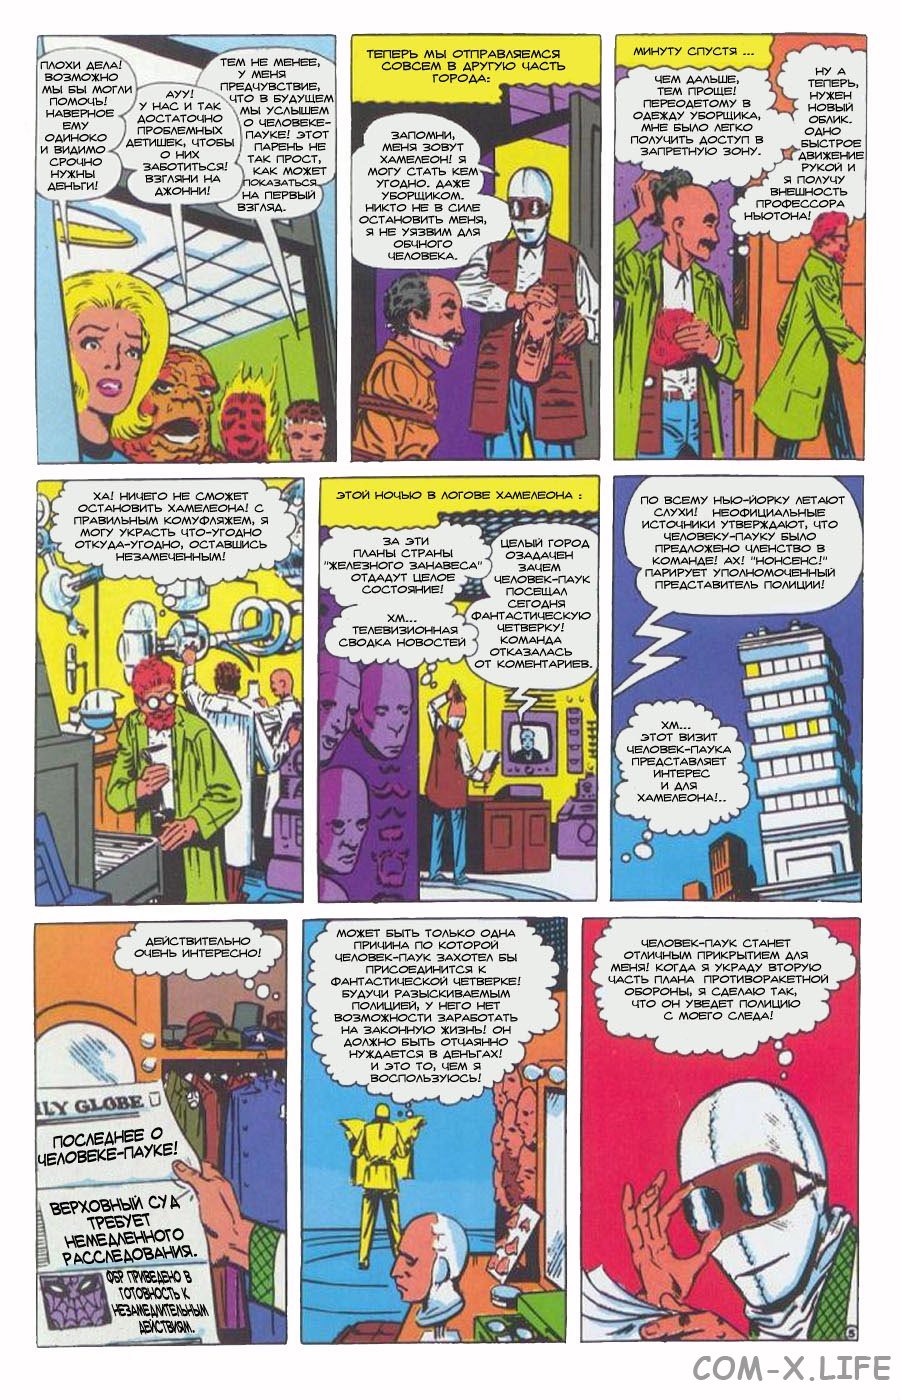 ПЛОХИ ДЕЛА!
ВОЗМОЖНО
МЫ БЫ МОГЛИ
ПОМОЧЬ!
НАВЕРНОЕ
ЕМУ
ОДИНОКО
И ВИДИМО
СРОЧНО
НУЖНЫ
ДЕНЬГИ!
АУУ!
У НАС И ТАК
ДОСТАТОЧНО
ПРОБЛЕМНЫХ
ДЕТИШЕК, ЧТОБЫ
О НИХ
ЗАБОТИТЬСЯ!
ВЗГЛЯНИ НА
ДЖОННИ!
ТЕМ НЕ МЕНЕЕ,
У МЕНЯ
ПРЕДЧУВСТВИЕ,
ЧТО В БУДУЩЕМ
МЫ УСЛЫШЕМ
О ЧЕЛОВЕКЕ-
ПАУКЕ! ЭТОТ
ПАРЕНЬ НЕ
ТАК ПРОСТ,
КАК МОЖЕТ
ПОКАЗАТЬСЯ
НА ПЕРВЫЙ
ВЗГЛЯД.
ТЕПЕРЬ МЫ ОТПРАВЛЯЕМСЯ
СОВСЕМ В ДРУГУЮ ЧАСТЬ
ГОРОДА:
ЗАПОМНИ,
МЕНЯ ЗОВУТ
ХАМЕЛЕОН! Я
МОГУ СТАТЬ КЕМ
УГОДНО. ДАЖЕ
УБОРЩИКОМ.
НИКТО НЕ В СИЛЕ
ОСТАНОВИТЬ МЕНЯ,
Я НЕ УЯЗВИМ ДЛЯ
ОБЧНОГО
ЧЕЛОВЕКА.
МИНУТУ СПУСТЯ ...
ЧЕМ ДАЛЬШЕ,
ТЕМ ПРОЩЕ!
ПЕРЕОДЕТОМУ В
ОДЕЖДУ УБОРЩИКА,
МНЕ БЫЛО ЛЕГКО
ПОЛУЧИТЬ ДОСТУП В
ЗАПРЕТНУЮ ЗОНУ.
НУ А
ТЕПЕРЬ,
НУЖЕН
НОВЫЙ
ОБЛИК.
ОДНО
БЫСТРОЕ
ДВИЖЕНИЕ
РУКОЙ И
Я ПОЛУЧУ
ВНЕШНОСТЬ
ПРОФЕССОРА
НЬЮТОНА!
ХА! НИЧЕГО НЕ СМОЖЕТ
ОСТАНОВИТЬ ХАМЕЛЕОНА! С
ПРАВИЛЬНЫМ КОМУФЛЯЖЕМ, Я
МОГУ УКРАСТЬ ЧТО-УГОДНО
ОТКУДА-УГОДНО, ОСТАВШИСЬ
НЕЗАМЕЧЕННЫМ!
ЭТОЙ НОЧЬЮ В ЛОГОВЕ ХАМЕЛЕОНА :
ЗА ЭТИ
ПЛАНЫ СТРАНЫ
"ЖЕЛЕЗНОГО ЗАНАВЕСА"
ОТДАДУТ ЦЕЛОЕ
СОСТОЯНИЕ!
ХМ...
ТЕЛЕВИЗИОННАЯ
СВОДКА НОВОСТЕЙ
ЦЕЛЫЙ ГОРОД
ОЗАДАЧЕН
ЗАЧЕМ
ЧЕЛОВЕК-ПАУК
ПОСЕЩАЛ
СЕГОДНЯ
ФАНТАСТИЧЕСКУЮ
ЧЕТВЕРКУ!
КОМАНДА
ОТКАЗАЛАСЬ
ОТ КОМЕНТАРИЕВ.
ПО ВСЕМУ НЬЮ-ЙОРКУ ЛЕТАЮТ
СЛУХИ! НЕОФИЦИАЛЬНЫЕ
ИСТОЧНИКИ УТВЕРЖДАЮТ, ЧТО
ЧЕЛОВЕКУ-ПАУКУ БЫЛО
ПРЕДЛОЖЕНО ЧЛЕНСТВО В
КОМАНДЕ! АХ! "НОНСЕНС!"
ПАРИРУЕТ УПОЛНОМОЧЕННЫЙ
ПРЕДСТАВИТЕЛЬ ПОЛИЦИИ!
ХМ...
ЭТОТ ВИЗИТ
ЧЕЛОВЕК-ПАУКА
ПРЕДСТАВЛЯЕТ
ИНТЕРЕС
И ДЛЯ
ХАМЕЛЕОНА!..
ДЕЙСТВИТЕЛЬНО
ОЧЕНЬ ИНТЕРЕСНО!
ILY GLOBE
ПОСЛЕДНЕЕ О
ЧЕЛОВЕКЕ-ПАУКЕ!
ВЕРХОВНЫЙ СУД
ТРЕБУЕТ
НЕМЕДЛЕННОГО
РАССЛЕДОВАНИЯ.
ФБР ПРИВЕДЕНО В
ГОТОВНОСТЬ К
НЕЗАМЕДЛИТЕЛЬНЫМ
ДЕЙСТВИЯМ.
МОЖЕТ БЫТЬ ТОЛЬКО ОДНА
ПРИЧИНА ПО КОТОРОЙ
ЧЕЛОВЕК-ПАУК ЗАХОТЕЛ БЫ
ПРИСОЕДИНИТСЯ К
ФАНТАСТИЧЕСКОЙ ЧЕТВЕРКЕ!
БУДУЧИ РАЗЫСКИВАЕМЫМ
ПОЛИЦИЕЙ, У НЕГО НЕТ
ВОЗМОЖНОСТИ ЗАРАБОТАТЬ
НА ЗАКОННУЮ ЖИЗНЬ! ОН
ДОЛЖНО БЫТЬ ОТЧАЯННО
НУЖДАЕТСЯ В ДЕНЬГАХ!
И ЭТО ТО, ЧЕМ Я
ВОСПОЛЬЗУЮСЬ!
ЧЕЛОВЕК-ПАУК СТАНЕТ
ОТЛИЧНЫМ ПРИКРЫТИЕМ ДЛЯ
МЕНЯ! КОГДА Я УКРАДУ ВТОРУЮ
ЧАСТЬ ПЛАНА ПРОТИВОРАКЕТНОЙ
ОБОРОНЫ, Я СДЕЛАЮ ТАК,
ЧТО ОН УВЕДЕТ ПОЛИЦИЮ
С МОЕГО СЛЕДА!
5
COM-X.LIFE